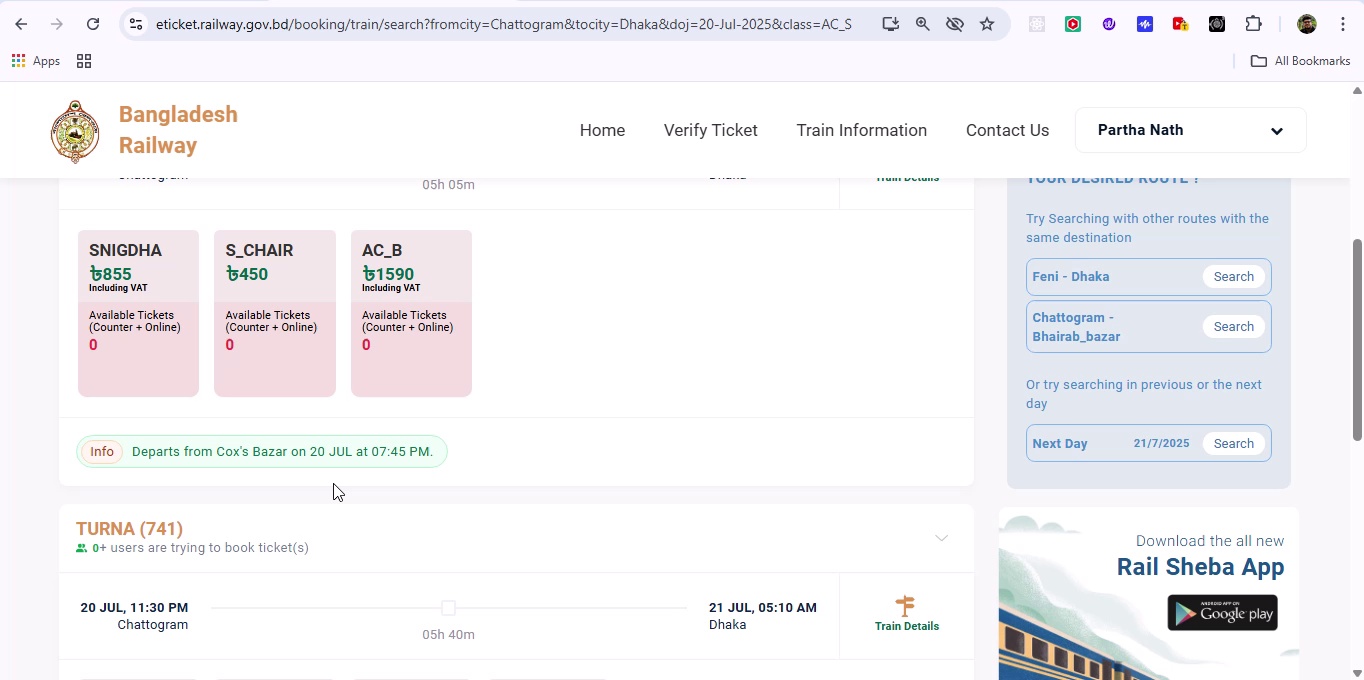 eticket.railway.gov.bd/booking/train/search?fromcity=Chattogram&tocity=Dhaka&doj=20-Jul-2025&class=AC_S
Apps
All Bookmarks
Bangladesh
Railway
Home
Verify Ticket
Train Information
Contact Us
Partha Nath
Chattogram
05h 05m
Dhaka
Train Details
SNIGDHA
৳855
Including VAT
Available Tickets
(Counter + Online)
0
S_CHAIR
৳450
Available Tickets
(Counter + Online)
0
AC_B
৳1590
Including VAT
Available Tickets
(Counter + Online)
0
Info Departs from Cox's Bazar on 20 JUL at 07:45 PM.
TURNA (741)
0+ users are trying to book ticket(s)
20 JUL, 11:30 PM
Chattogram
05h 40m
21 JUL, 05:10 AM
Dhaka
Train Details
YOUR DESIRED ROUTE ?
Try Searching with other routes with the
same destination
Feni - Dhaka
Search
Chattogram -
Bhairab_bazar
Search
Or try searching in previous or the next
day
Next Day
21/7/2025
Search
Download the all new
Rail Sheba App
ANDROID APP ON
Google play